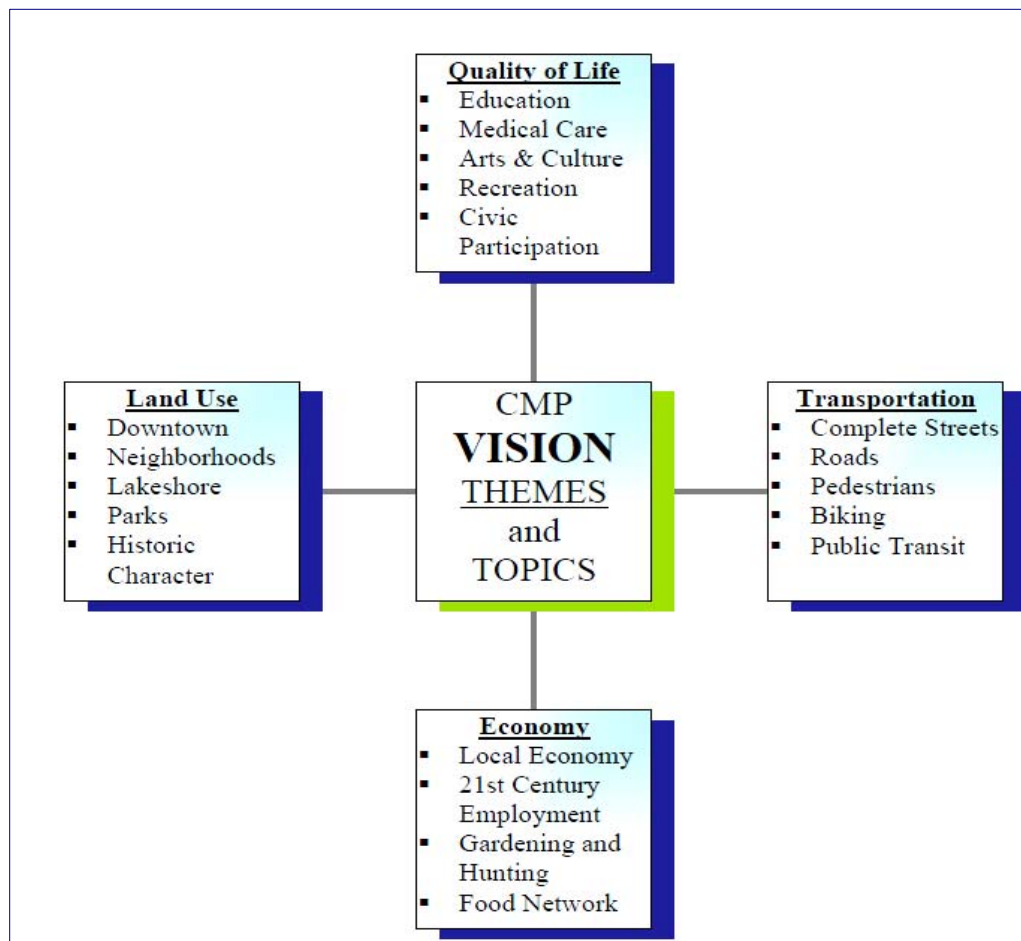 Quality of Life
▪ Education
▪ Medical Care
▪ Arts & Culture
▪ Recreation
▪ Civic
Participation
Land Use
▪ Downtown
▪ Neighborhoods
▪ Lakeshore
▪ Parks
▪ Historic
Character
CMP
VISION
THEMES
and
TOPICS
Transportation
▪ Complete Streets
▪ Roads
▪ Pedestrians
▪ Biking
▪ Public Transit
Economy
▪ Local Economy
▪ 21st Century
Employment
▪ Gardening and
Hunting
▪ Food Network